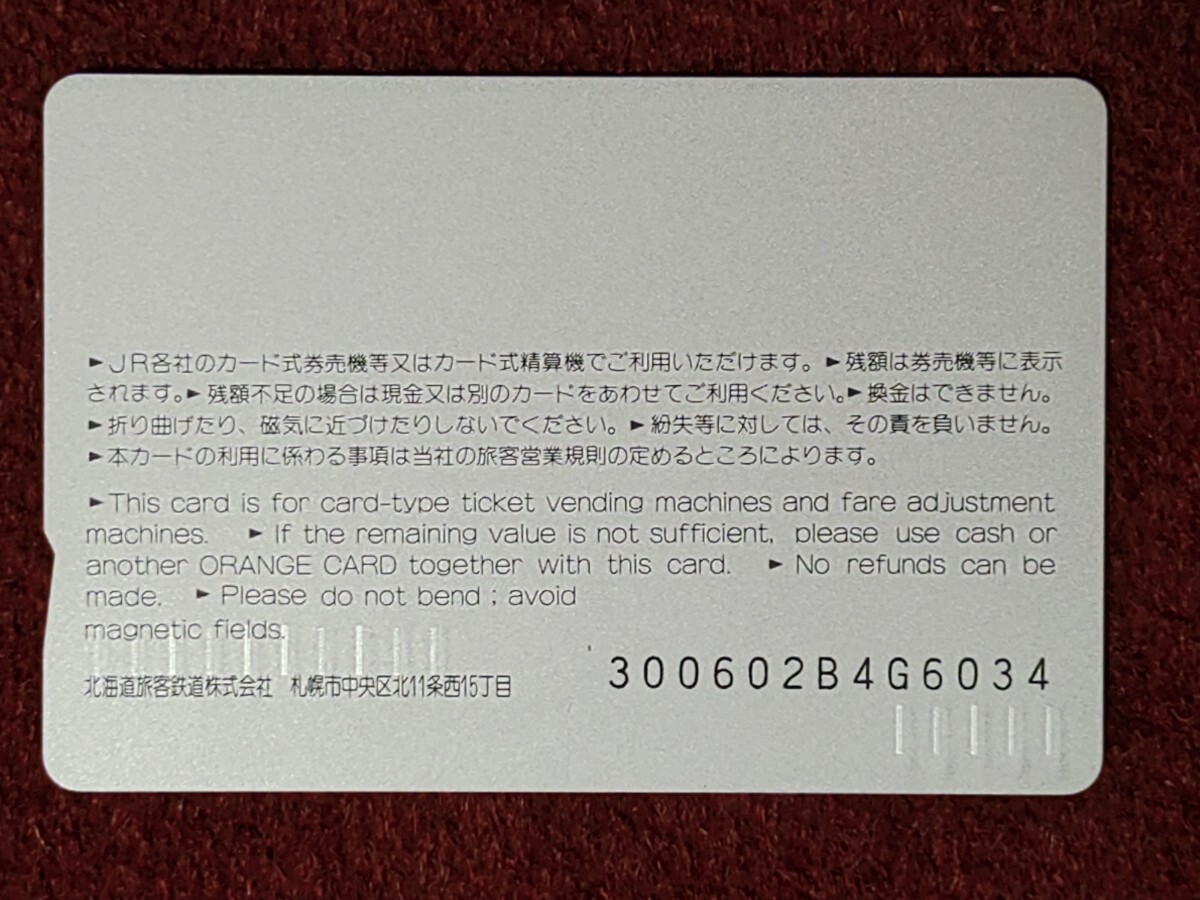 ►JR各社のカード式券売機等又はカード式精算機でご利用いただけます。►残額は券売機等に表示
されます。►残額不足の場合は現金又は別のカードをあわせてご利用ください。►換金はできません。
►折り曲げたり、磁気に近づけたりしないでください。►紛失等に対しては、その責を負いません。
►本カードの利用に係わる事項は当社の旅客営業規則の定めるところによります。
►This card is for card-type ticket vending machines and fare adjustment
machines. ►If the remaining value is not sufficient, please use cash or
another ORANGE CARD together with this card. ►No refunds can be
made. ►Please do not bend ; avoid
magnetic fields.
北海道旅客鉄道株式会社 札幌市中央区北11条西15丁目
300602B4G6034